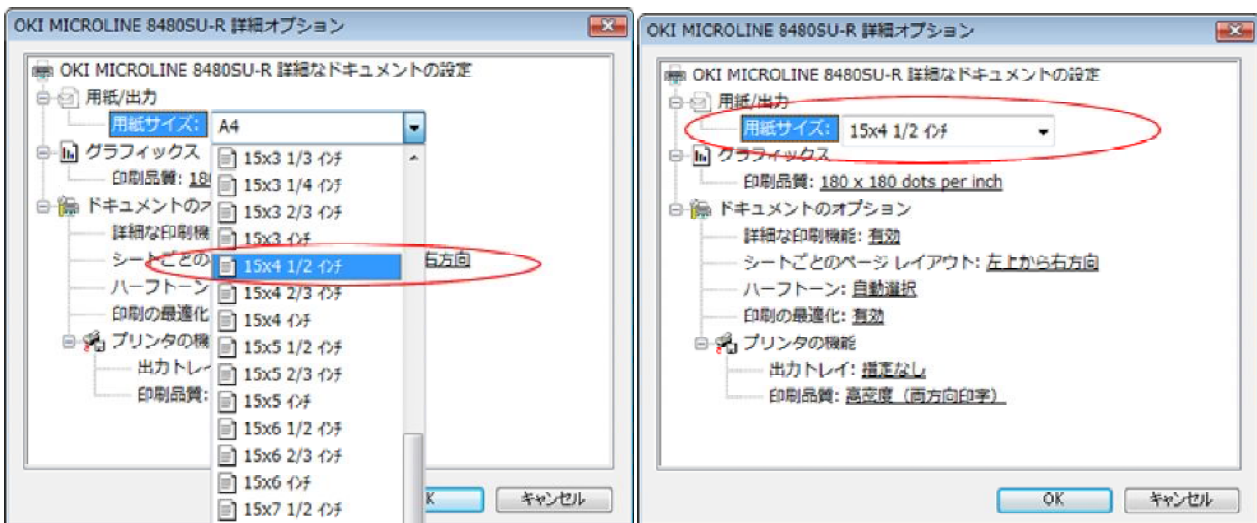 OKI MICROLINE 8480SU-R 詳細オプション
OKI MICROLINE 8480SU-R 詳細なドキュメントの設定
用紙/出力
用紙サイズ: A4
グラフィックス
印刷品質: 180
ドキュメントのオ
詳細な印刷機
シートごとの
右方向
ハーフトーン
印刷の最適化
プリンタの機
出力トレイ
印刷品質:
15x3 1/3 インチ
15x3 1/4 インチ
15x3 2/3 インチ
15x3 インチ
15x4 1/2 インチ
15x4 2/3 インチ
15x4 インチ
15x5 1/2 インチ
15x5 2/3 インチ
15x5 インチ
15x6 1/2 インチ
15x6 2/3 インチ
15x6 インチ
15x7 1/2 インチ
K
キャンセル
OKI MICROLINE 8480SU-R 詳細オプション
OKI MICROLINE 8480SU-R 詳細なドキュメントの設定
用紙/出力
用紙サイズ: 15x4 1/2 インチ
グラフィックス
印刷品質: 180 x 180 dots per inch
ドキュメントのオプション
詳細な印刷機能: 有効
シートごとのページ レイアウト: 左上から右方向
ハーフトーン: 自動選択
印刷の最適化: 有効
プリンタの機能
出力トレイ: 指定なし
印刷品質: 高密度（両方向印字）
OK
キャンセル